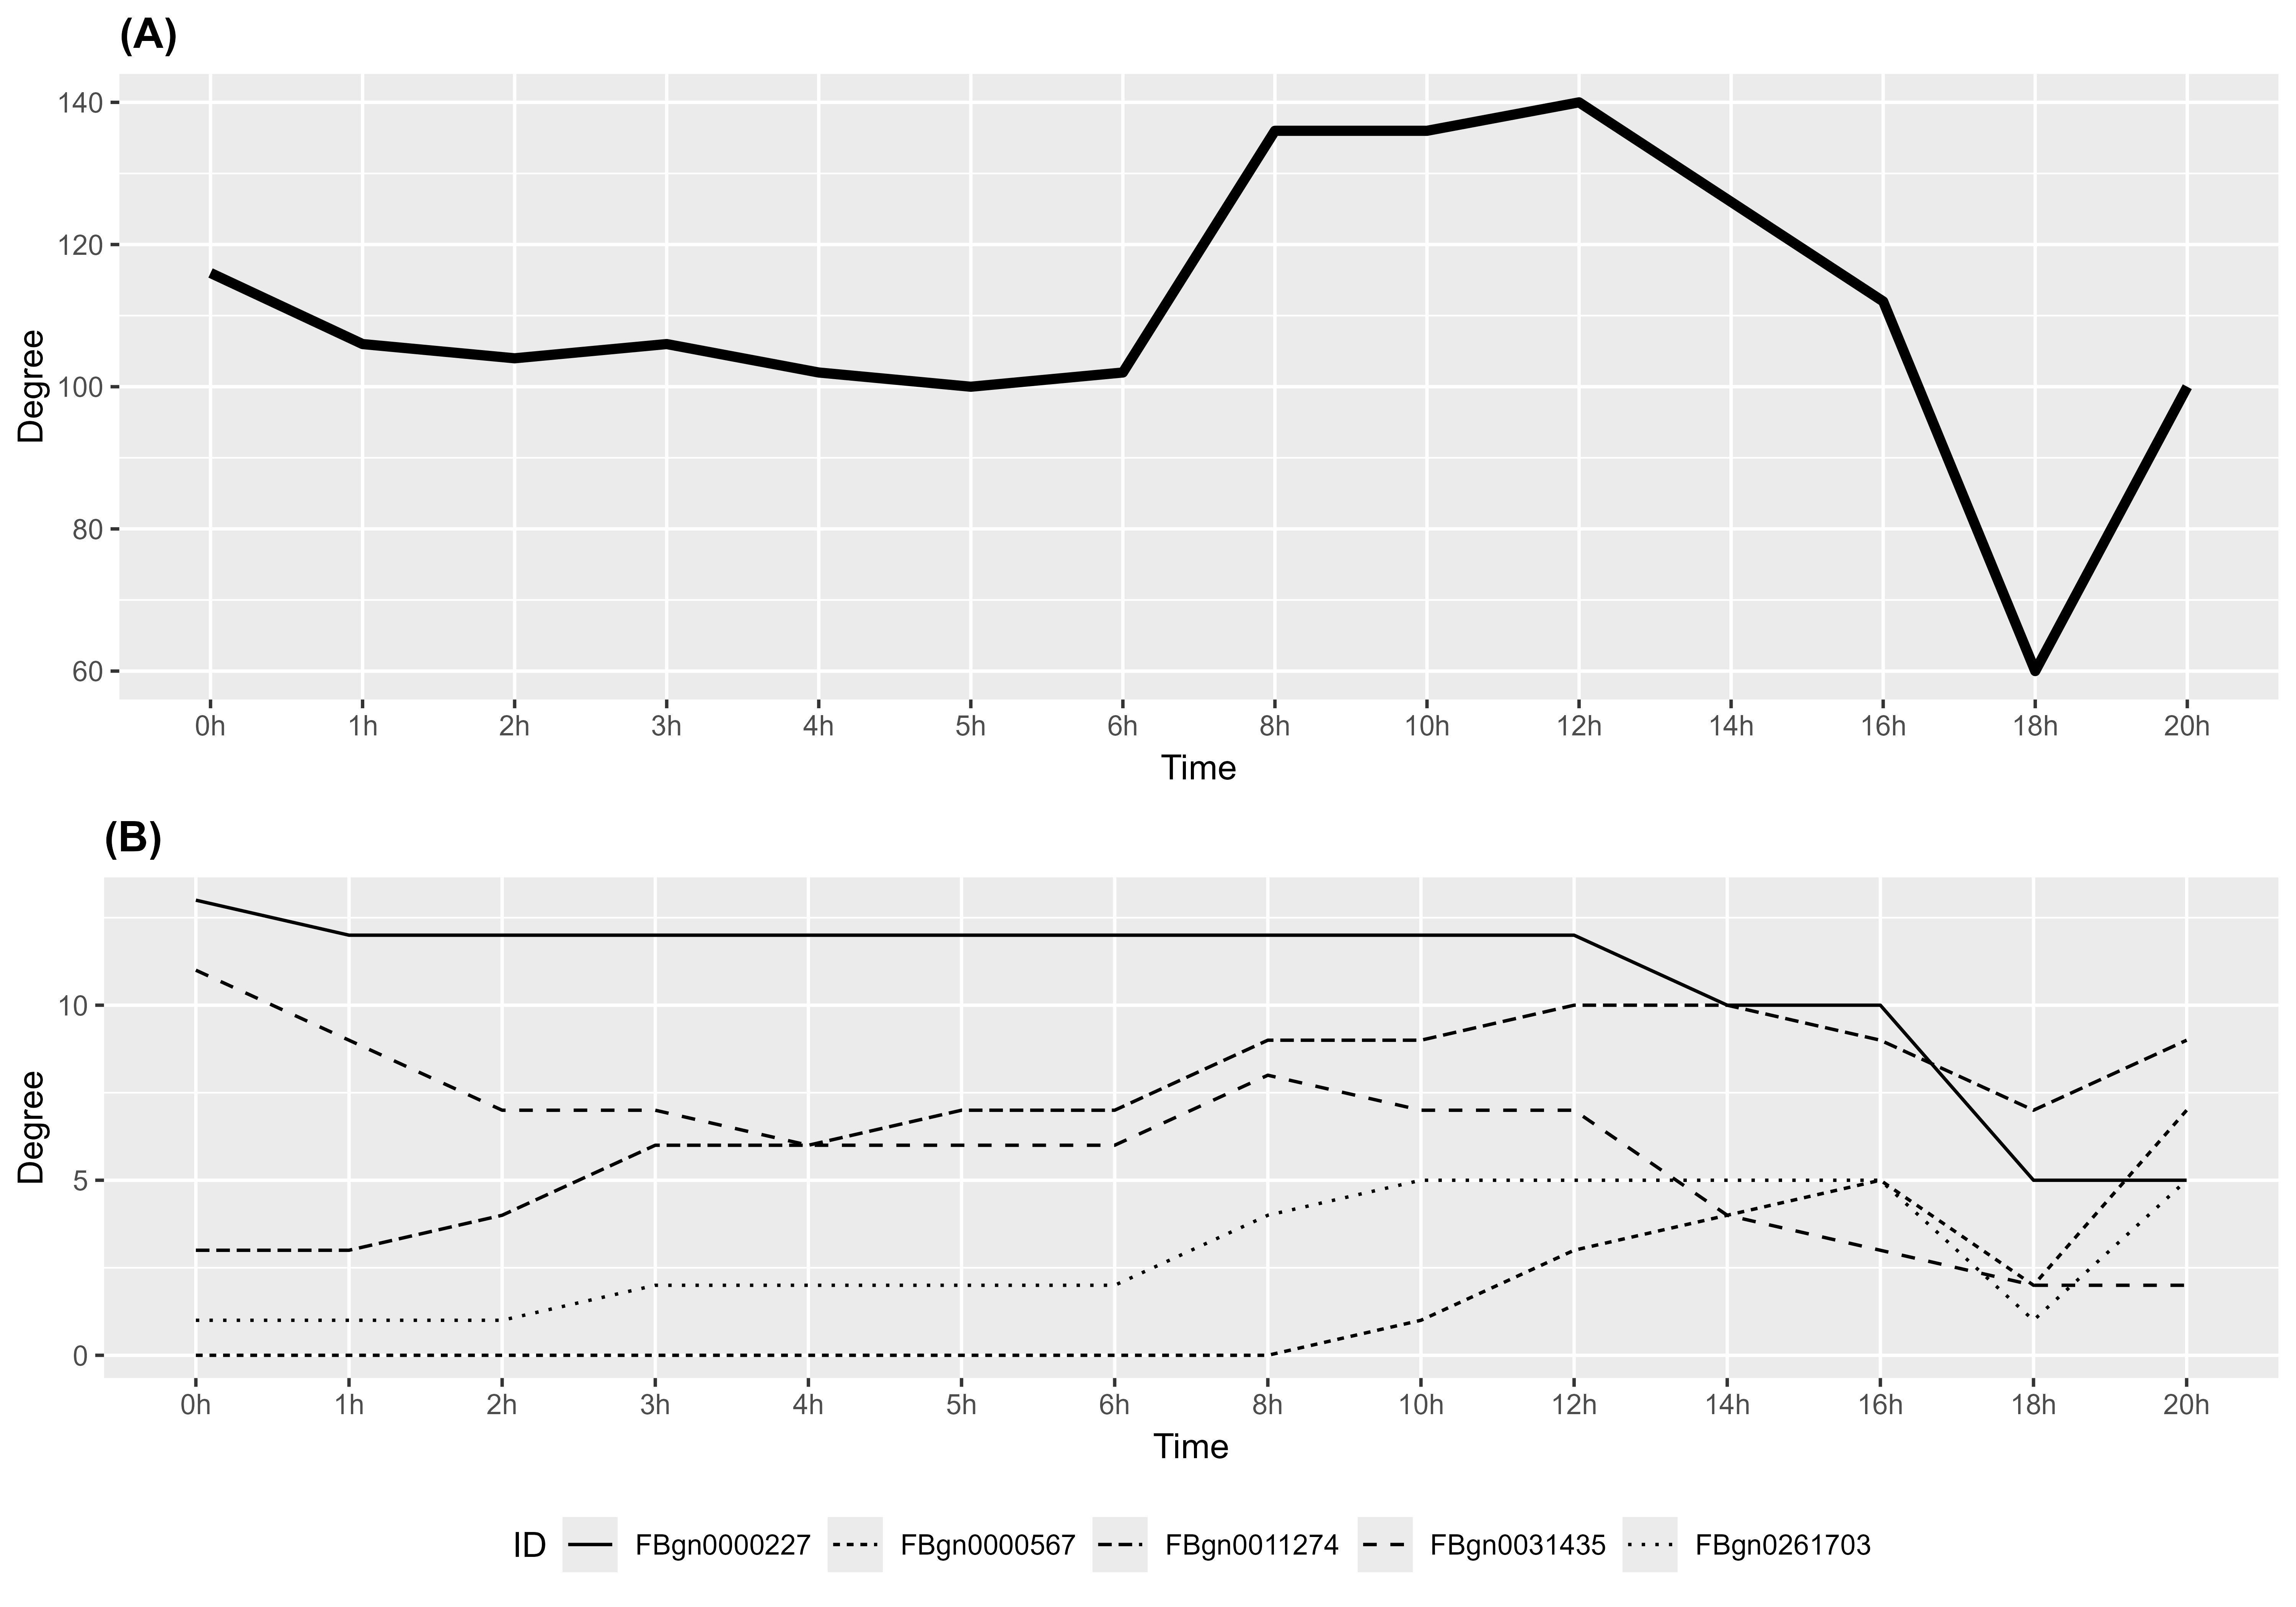 (A)
140
120
100
80
60
Degree
0h 1h 2h 3h 4h 5h 6h 8h 10h 12h 14h 16h 18h 20h
Time
(B)
10
5
0
Degree
0h 1h 2h 3h 4h 5h 6h 8h 10h 12h 14h 16h 18h 20h
Time
ID FBgn0000227 FBgn0000567 FBgn0011274 FBgn0031435 FBgn0261703